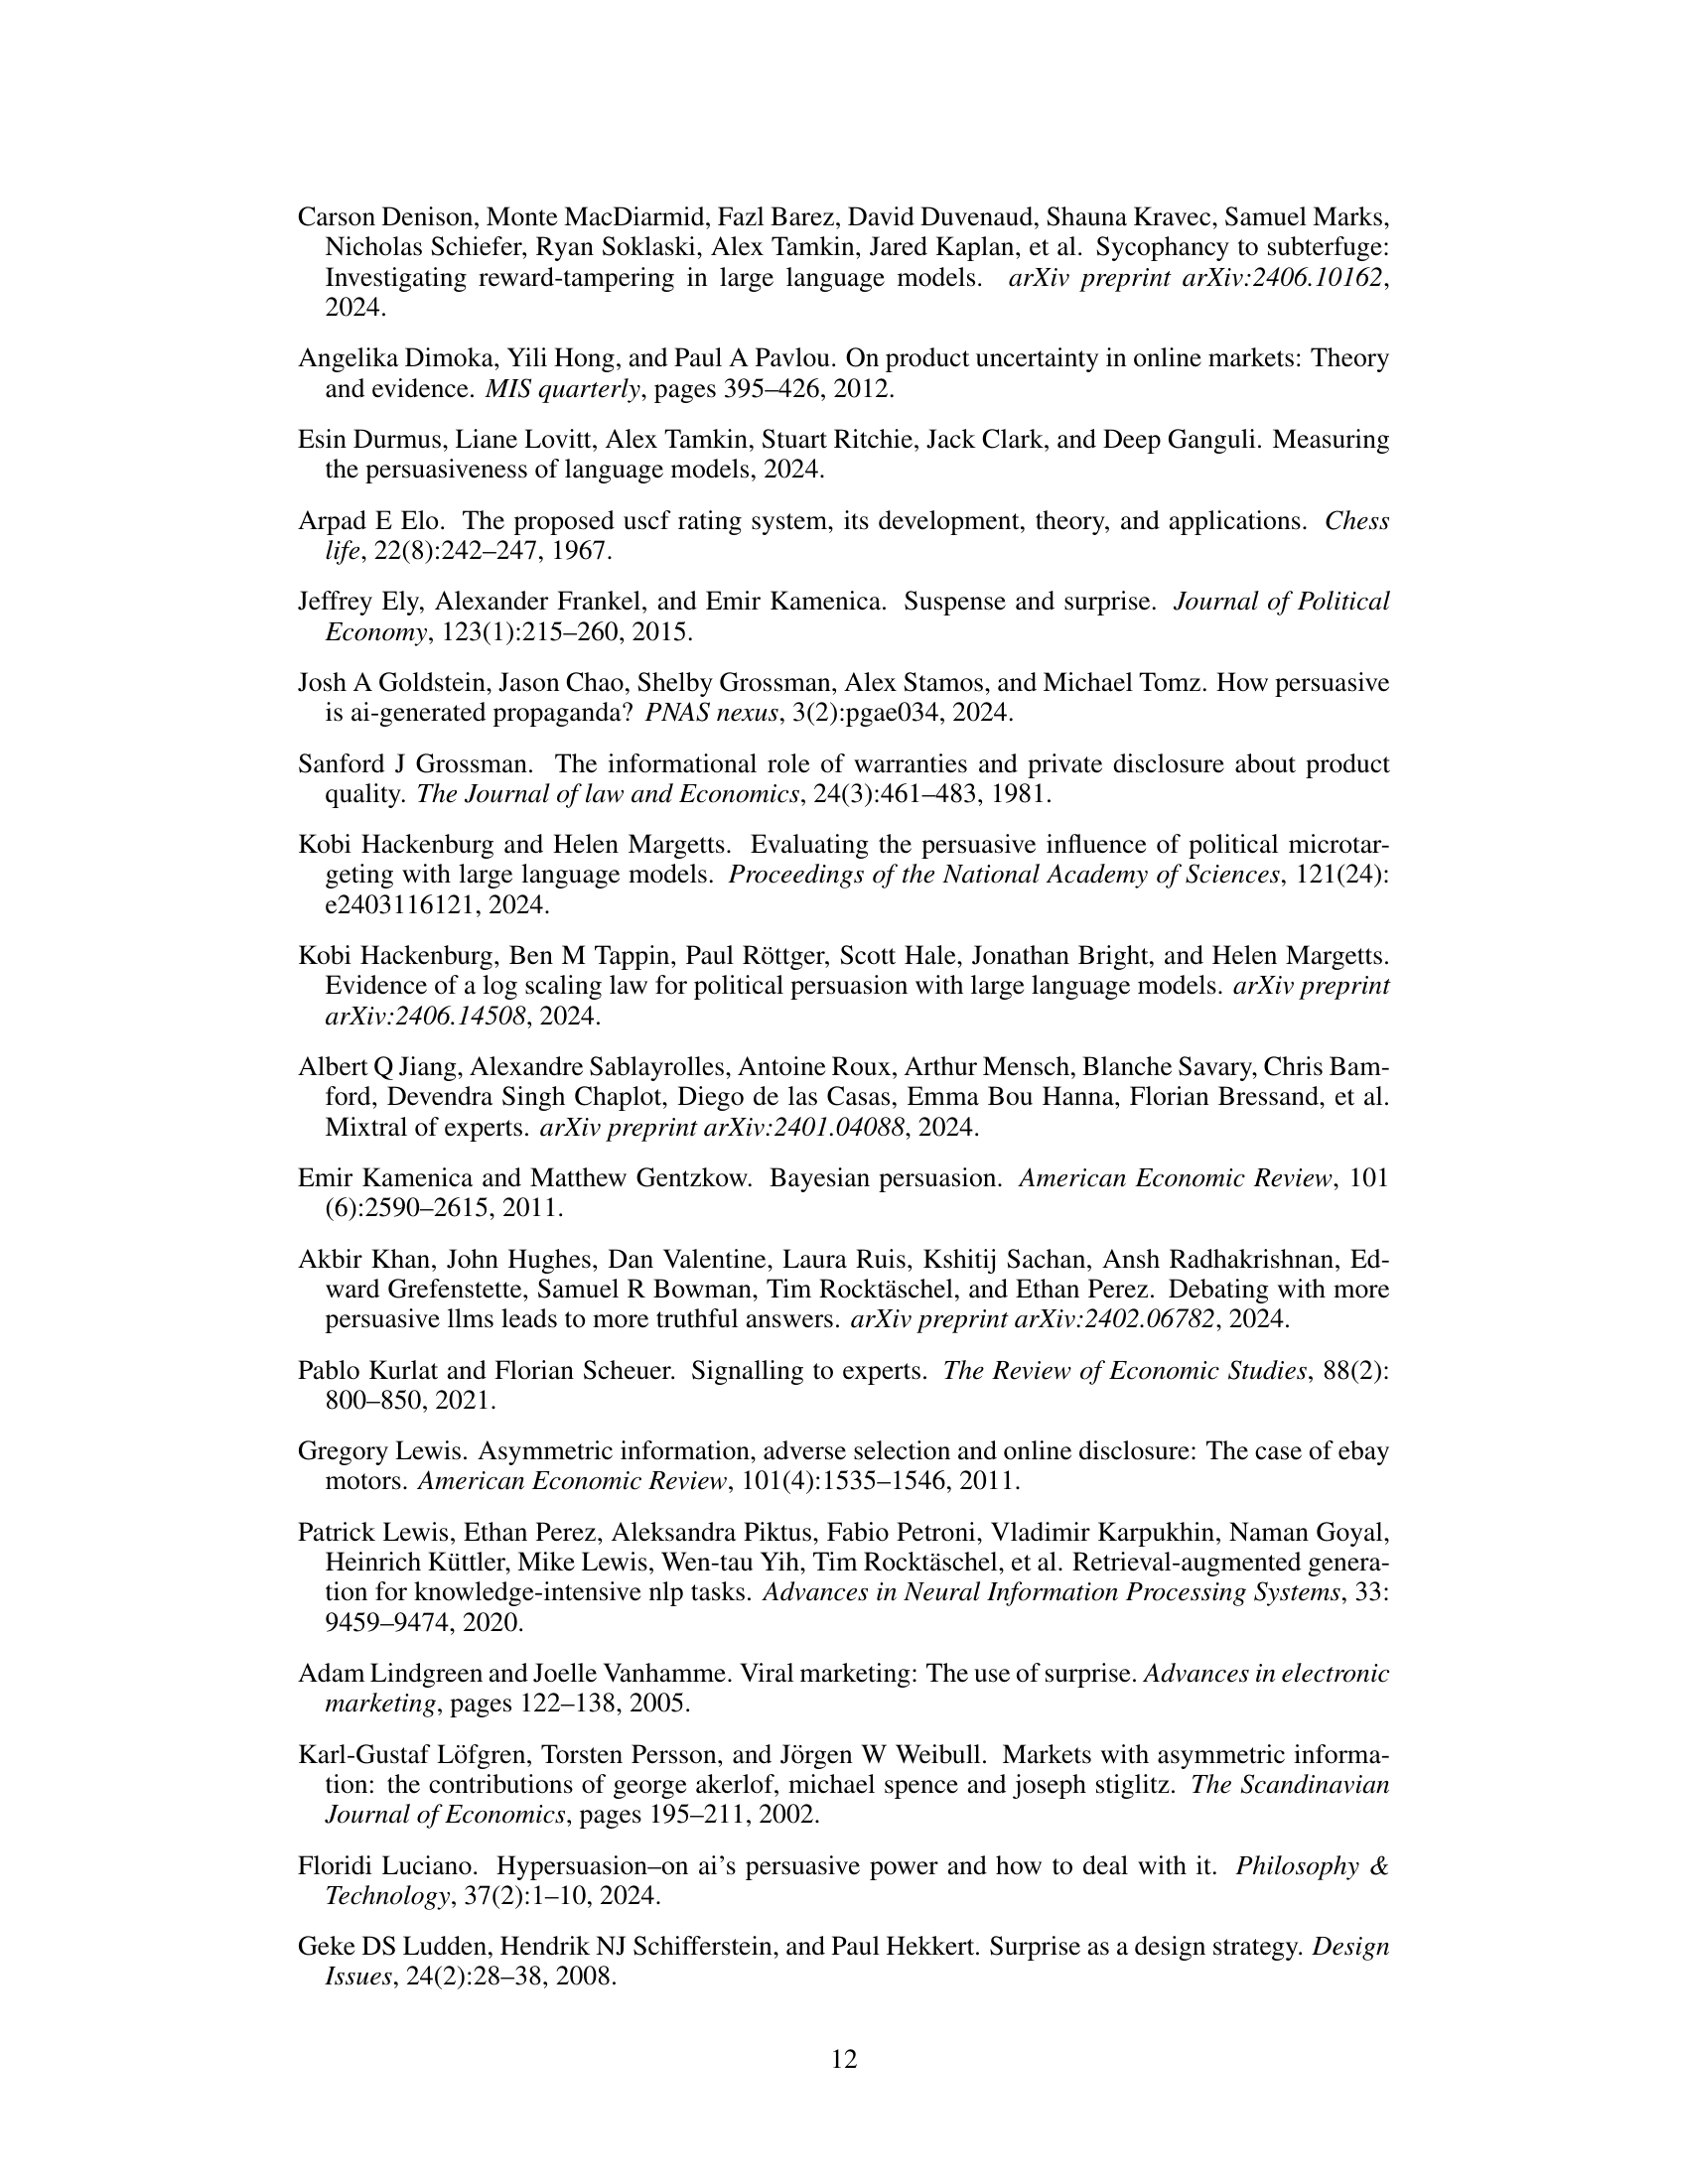 Carson Denison, Monte MacDiarmid, Fazl Barez, David Duvenaud, Shauna Kravec, Samuel Marks,
Nicholas Schiefer, Ryan Soklaski, Alex Tamkin, Jared Kaplan, et al. Sycophancy to subterfuge:
Investigating reward-tampering in large language models. arXiv preprint arXiv:2406.10162,
2024.
Angelika Dimoka, Yili Hong, and Paul A Pavlou. On product uncertainty in online markets: Theory
and evidence. MIS quarterly, pages 395–426, 2012.
Esin Durmus, Liane Lovitt, Alex Tamkin, Stuart Ritchie, Jack Clark, and Deep Ganguli. Measuring
the persuasiveness of language models, 2024.
Arpad E Elo. The proposed uscf rating system, its development, theory, and applications. Chess
life, 22(8):242–247, 1967.
Jeffrey Ely, Alexander Frankel, and Emir Kamenica. Suspense and surprise. Journal of Political
Economy, 123(1):215–260, 2015.
Josh A Goldstein, Jason Chao, Shelby Grossman, Alex Stamos, and Michael Tomz. How persuasive
is ai-generated propaganda? PNAS nexus, 3(2):pgae034, 2024.
Sanford J Grossman. The informational role of warranties and private disclosure about product
quality. The Journal of law and Economics, 24(3):461–483, 1981.
Kobi Hackenburg and Helen Margetts. Evaluating the persuasive influence of political microtar-
geting with large language models. Proceedings of the National Academy of Sciences, 121(24):
e2403116121, 2024.
Kobi Hackenburg, Ben M Tappin, Paul Röttger, Scott Hale, Jonathan Bright, and Helen Margetts.
Evidence of a log scaling law for political persuasion with large language models. arXiv preprint
arXiv:2406.14508, 2024.
Albert Q Jiang, Alexandre Sablayrolles, Antoine Roux, Arthur Mensch, Blanche Savary, Chris Bam-
ford, Devendra Singh Chaplot, Diego de las Casas, Emma Bou Hanna, Florian Bressand, et al.
Mixtral of experts. arXiv preprint arXiv:2401.04088, 2024.
Emir Kamenica and Matthew Gentzkow. Bayesian persuasion. American Economic Review, 101
(6):2590–2615, 2011.
Akbir Khan, John Hughes, Dan Valentine, Laura Ruis, Kshitij Sachan, Ansh Radhakrishnan, Ed-
ward Grefenstette, Samuel R Bowman, Tim Rocktäschel, and Ethan Perez. Debating with more
persuasive llms leads to more truthful answers. arXiv preprint arXiv:2402.06782, 2024.
Pablo Kurlat and Florian Scheuer. Signalling to experts. The Review of Economic Studies, 88(2):
800–850, 2021.
Gregory Lewis. Asymmetric information, adverse selection and online disclosure: The case of ebay
motors. American Economic Review, 101(4):1535–1546, 2011.
Patrick Lewis, Ethan Perez, Aleksandra Piktus, Fabio Petroni, Vladimir Karpukhin, Naman Goyal,
Heinrich Küttler, Mike Lewis, Wen-tau Yih, Tim Rocktäschel, et al. Retrieval-augmented genera-
tion for knowledge-intensive nlp tasks. Advances in Neural Information Processing Systems, 33:
9459–9474, 2020.
Adam Lindgreen and Joelle Vanhamme. Viral marketing: The use of surprise. Advances in electronic
marketing, pages 122–138, 2005.
Karl-Gustaf Löfgren, Torsten Persson, and Jörgen W Weibull. Markets with asymmetric informa-
tion: the contributions of george akerlof, michael spence and joseph stiglitz. The Scandinavian
Journal of Economics, pages 195–211, 2002.
Floridi Luciano. Hypersuasion–on ai's persuasive power and how to deal with it. Philosophy &
Technology, 37(2):1–10, 2024.
Geke DS Ludden, Hendrik NJ Schifferstein, and Paul Hekkert. Surprise as a design strategy. Design
Issues, 24(2):28–38, 2008.
12